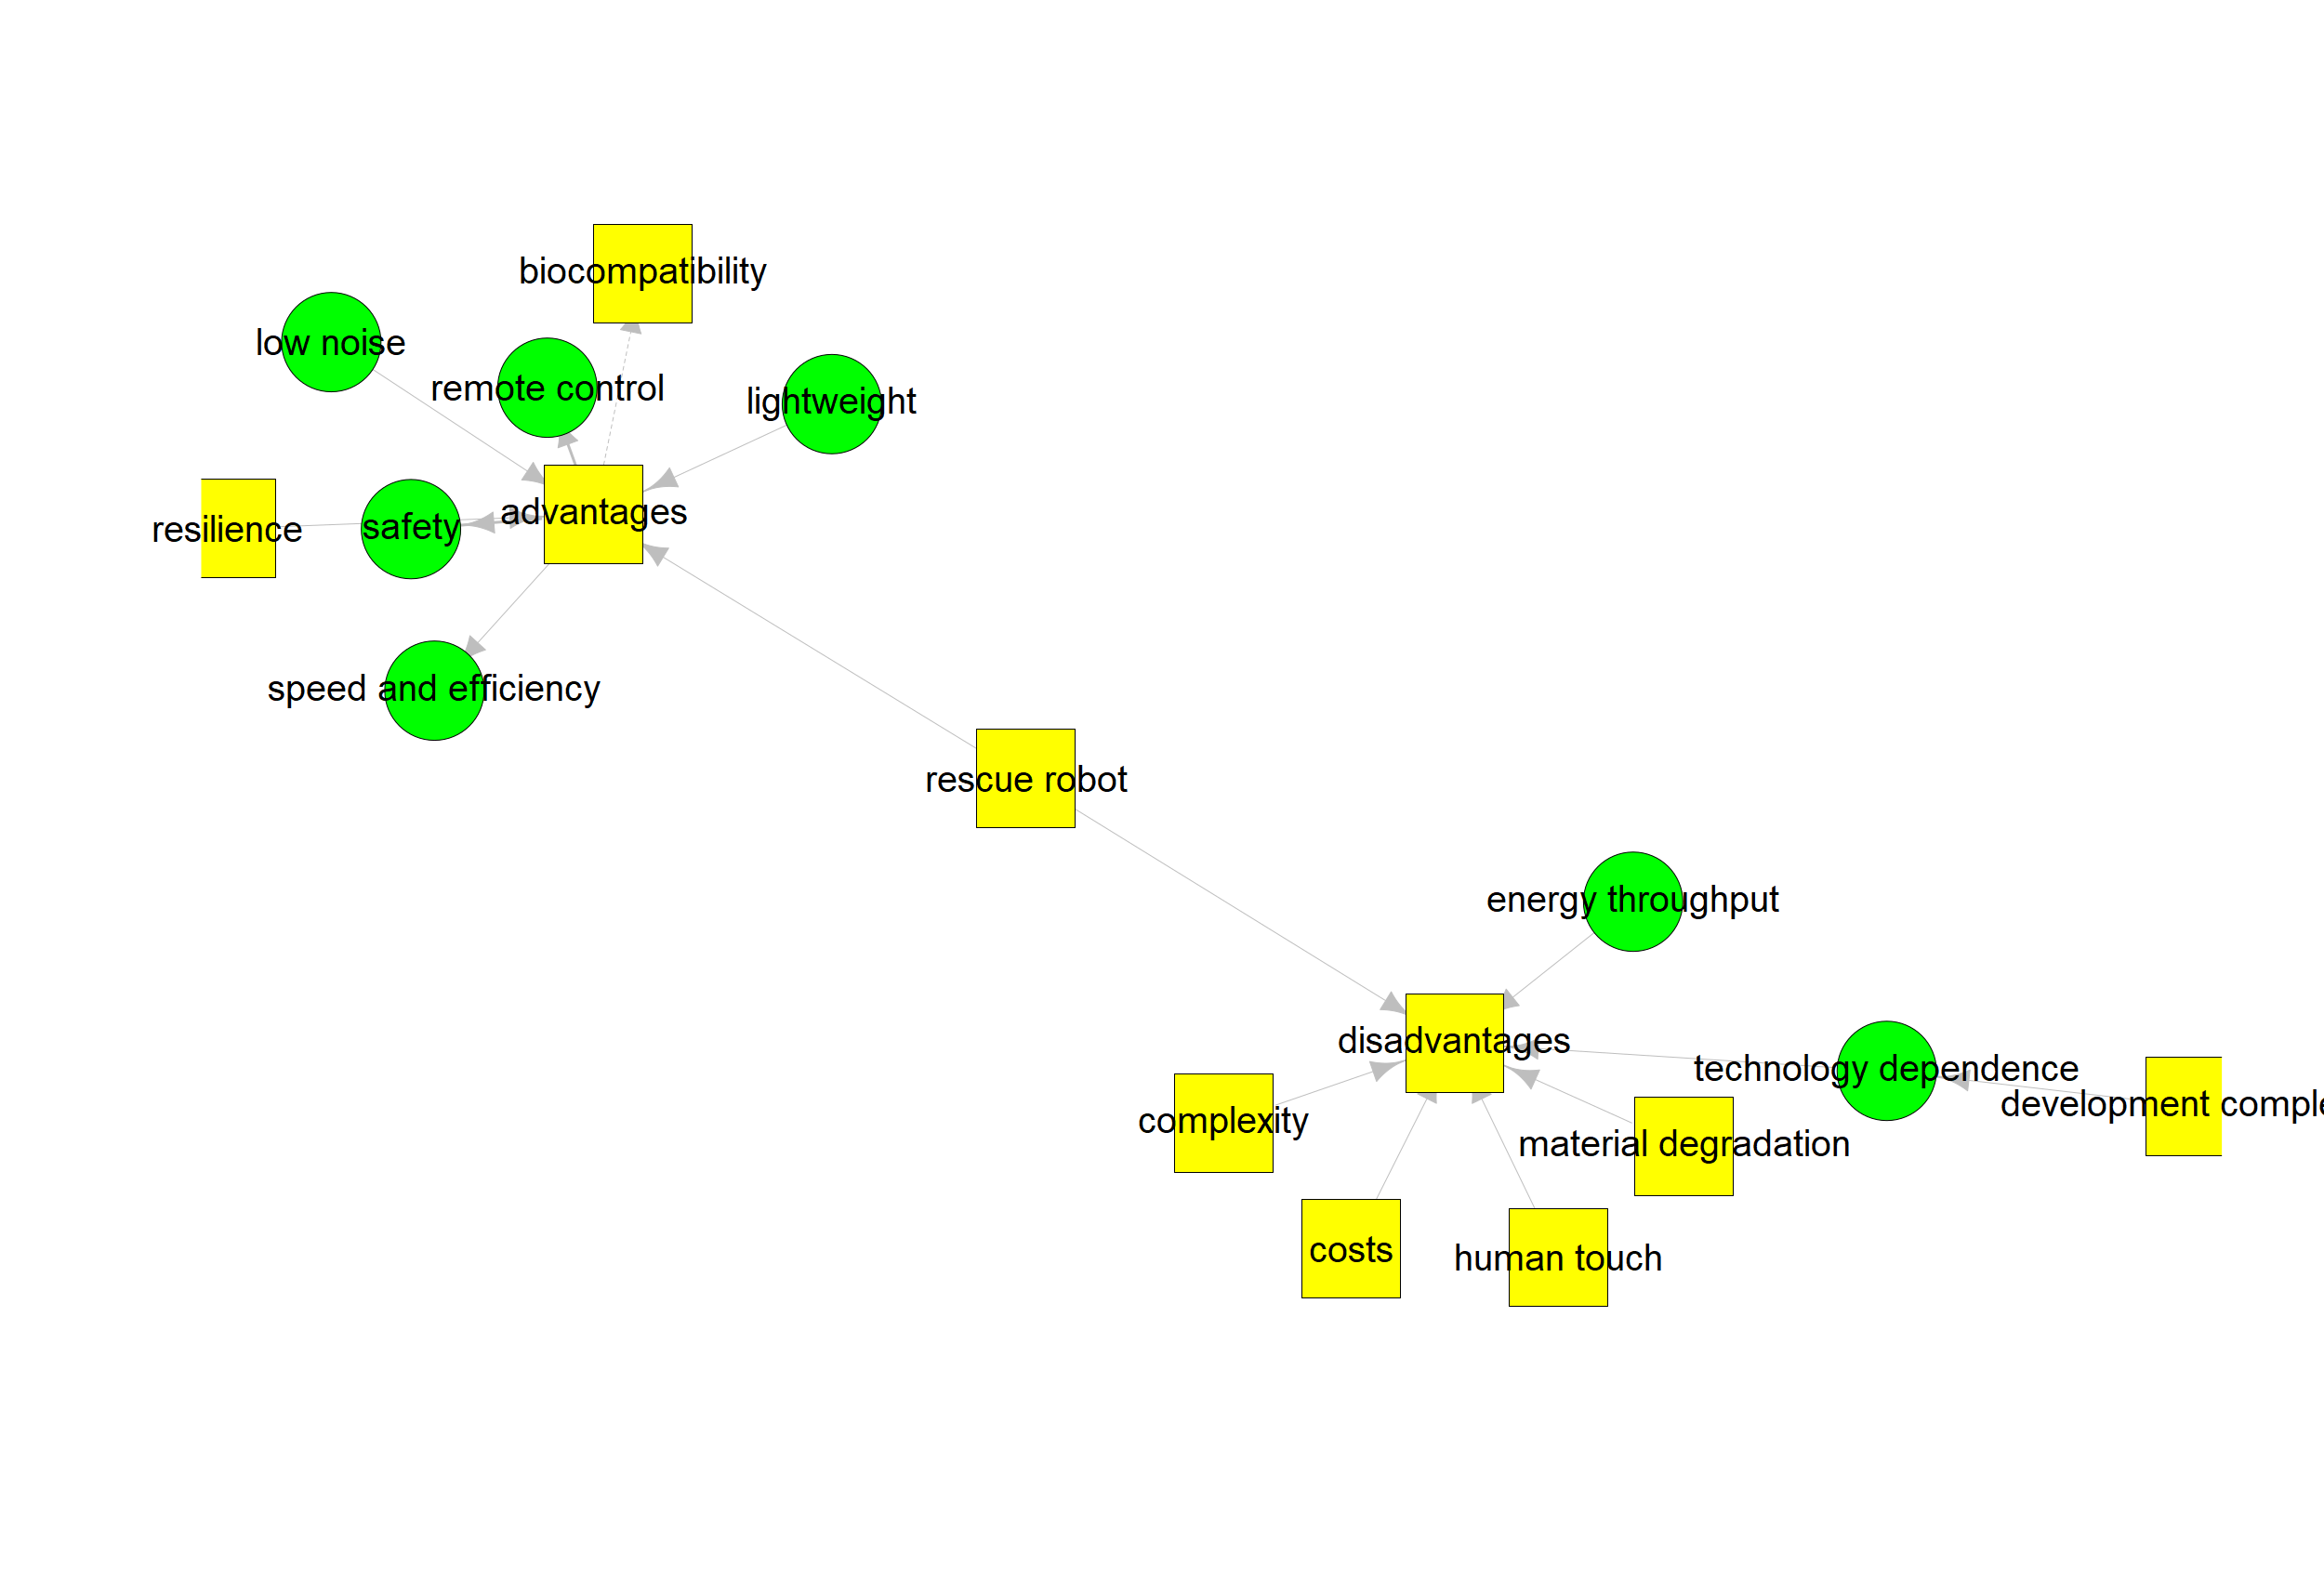 biocompatibility
low noise
remote control
lightweight
advantages
resilience
safety
speed and efficiency
rescue robot
energy throughput
disadvantages
technology dependence
development comple
complexity
material degradation
costs
human touch